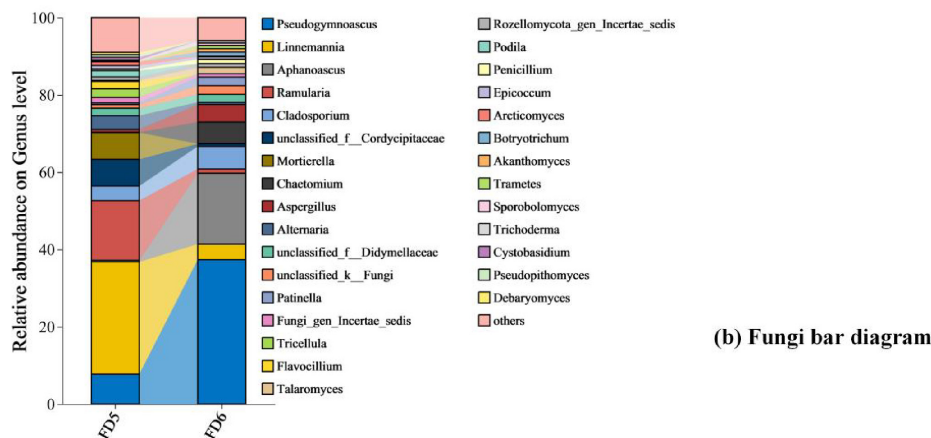 Relative abundance on Genus level
100
80
60
40
20
0
FD5
FD6
Pseudogymnoascus
Linnemannia
Aphanoascus
Ramularia
Cladosporium
unclassified_f__Cordycipitaceae
Mortierella
Chaetomium
Aspergillus
Alternaria
unclassified_f__Didymellaceae
unclassified_k__Fungi
Patinella
Fungi_gen_Incertae_sedis
Tricellula
Flavocillium
Talaromyces
Rozellomycota_gen_Incertae_sedis
Podila
Penicillium
Epicoccum
Arcticomyces
Botryotrichum
Akanthomyces
Trametes
Sporobolomyces
Trichoderma
Cystobasidium
Pseudopithomyces
Debaryomyces
others
(b) Fungi bar diagram